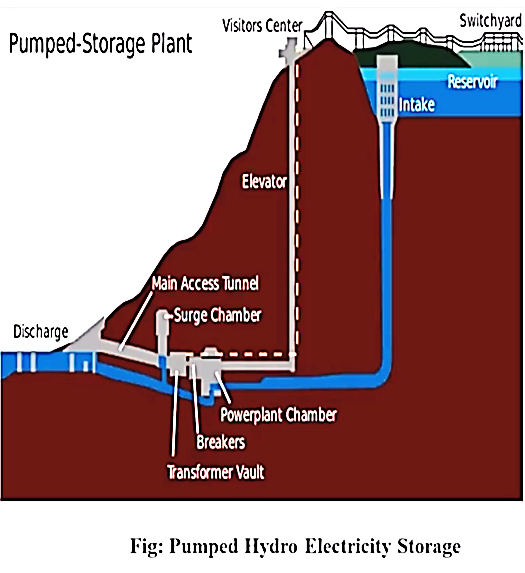 Visitors Center
Switchyard
Pumped-Storage Plant
Reservoir
Intake
Elevator
Main Access Tunnel
Surge Chamber
Discharge
Powerplant Chamber
Breakers
Transformer Vault
Fig: Pumped Hydro Electricity Storage